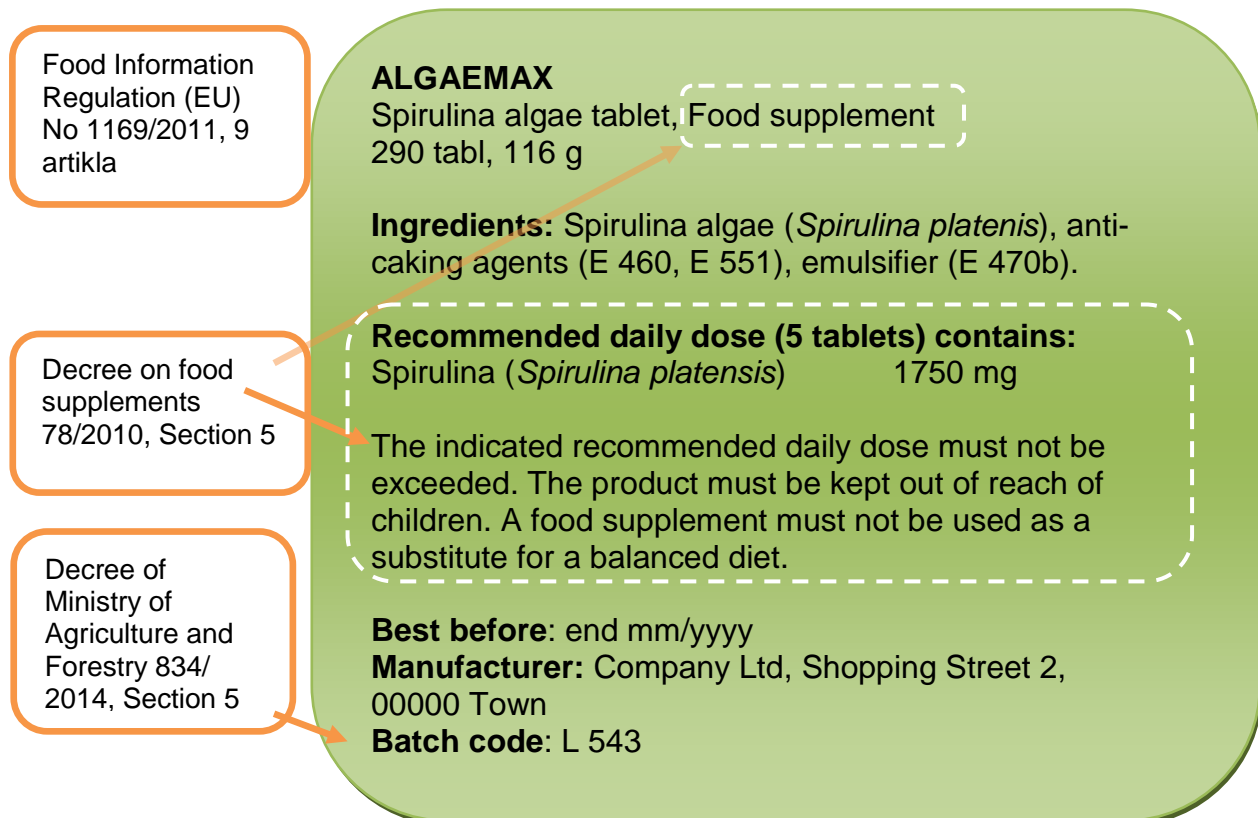 Food Information
Regulation (EU)
No 1169/2011, 9
artikla
Decree on food
supplements
78/2010, Section 5
Decree of
Ministry of
Agriculture and
Forestry 834/
2014, Section 5
ALGAEMAX
Spirulina algae tablet, Food supplement
290 tabl, 116 g
Ingredients: Spirulina algae (Spirulina platenis), anti-
caking agents (E 460, E 551), emulsifier (E 470b).
Recommended daily dose (5 tablets) contains:
Spirulina (Spirulina platensis) 1750 mg
The indicated recommended daily dose must not be
exceeded. The product must be kept out of reach of
children. A food supplement must not be used as a
substitute for a balanced diet.
Best before: end mm/yyyy
Manufacturer: Company Ltd, Shopping Street 2,
00000 Town
Batch code: L 543